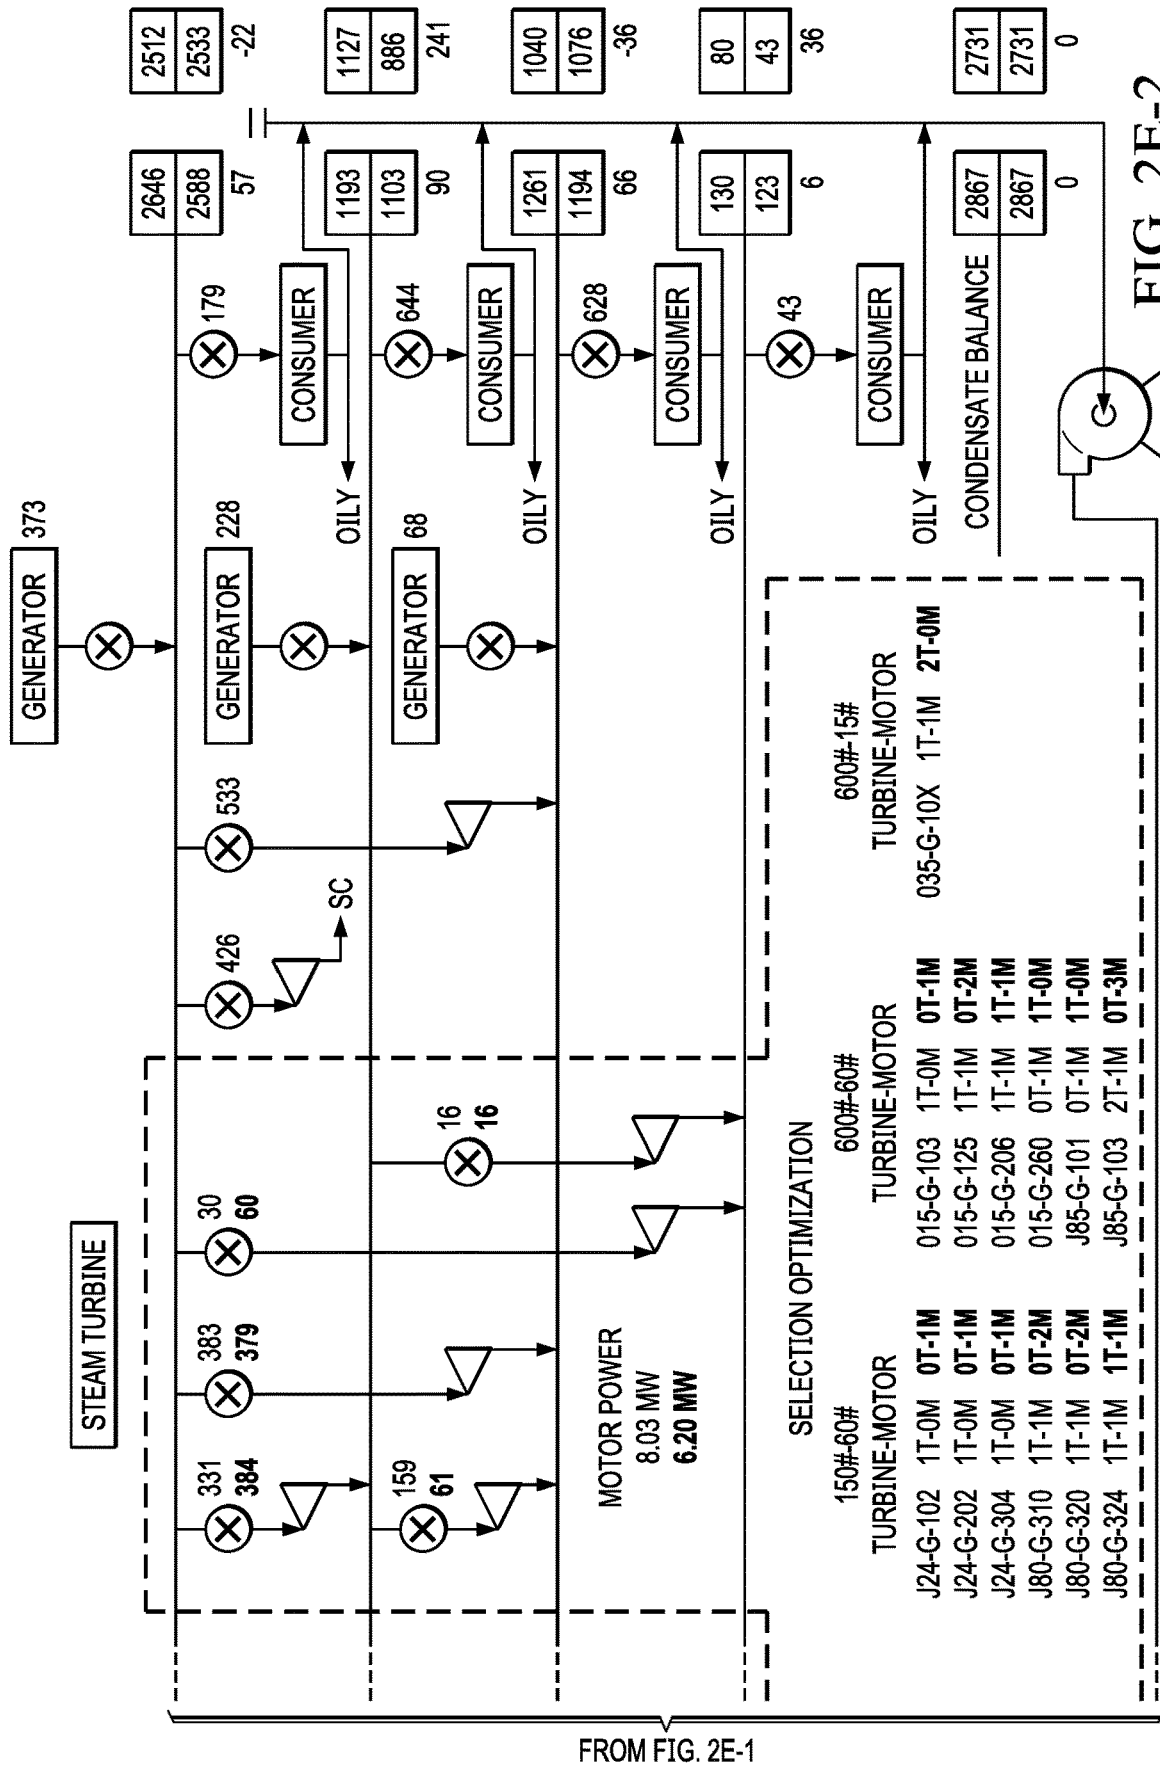 STEAM TURBINE
331
384
383
379
30
60
16
16
159
61
426
SC
533
GENERATOR 373
GENERATOR 228
GENERATOR 68
179
CONSUMER
OILY
644
CONSUMER
OILY
628
CONSUMER
OILY
43
CONSUMER
OILY
2646
2588
57
2512
2533
-22
1193
1103
90
1127
886
241
1261
1194
66
1040
1076
-36
130
123
6
80
43
36
CONDENSATE BALANCE
2867
2867
0
2731
2731
0
MOTOR POWER
8.03 MW
6.20 MW
SELECTION OPTIMIZATION
150#-60#
TURBINE-MOTOR
J24-G-102 1T-0M 0T-1M
J24-G-202 1T-0M 0T-1M
J24-G-304 1T-0M 0T-1M
J80-G-310 1T-1M 0T-2M
J80-G-320 1T-1M 0T-2M
J80-G-324 1T-1M 1T-1M
600#-60#
TURBINE-MOTOR
015-G-103 1T-0M 0T-1M
015-G-125 1T-1M 0T-2M
015-G-206 1T-1M 1T-1M
015-G-260 0T-1M 1T-0M
J85-G-101 0T-1M 1T-0M
J85-G-103 2T-1M 0T-3M
600#-15#
TURBINE-MOTOR
035-G-10X 1T-1M 2T-0M
FROM FIG. 2E-1
FIG. 2E-2